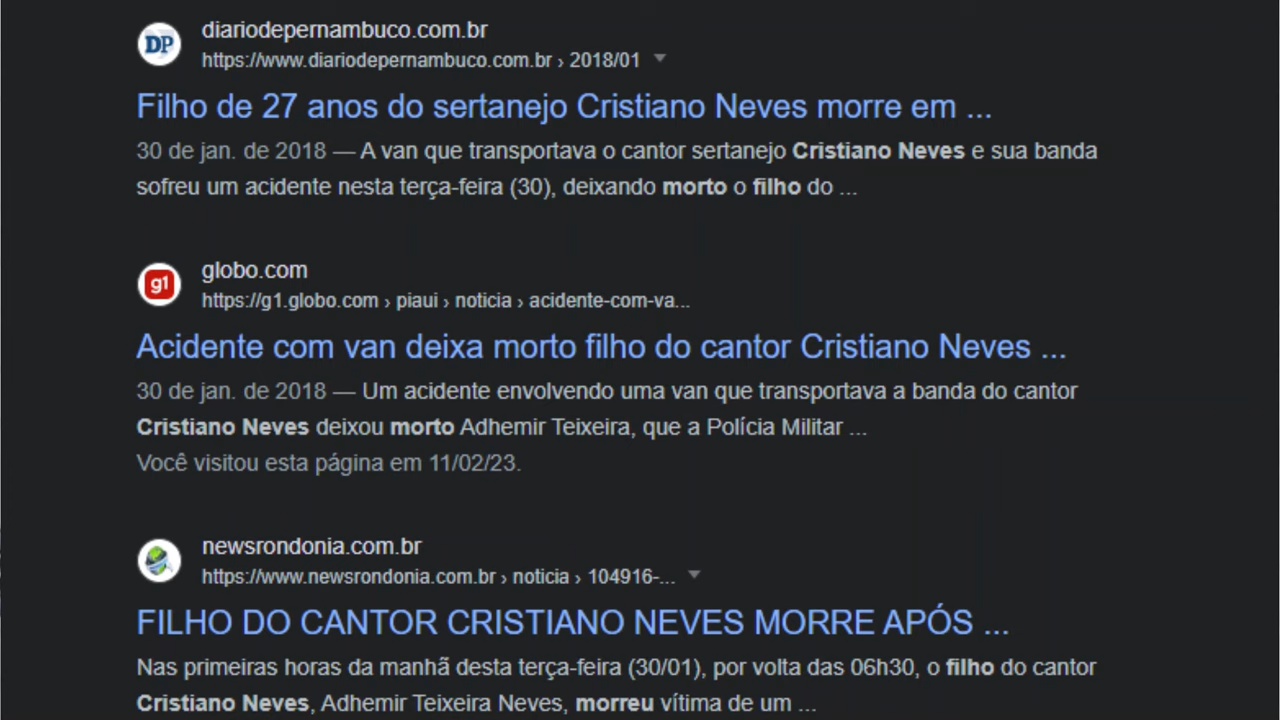 DP
diariodepernambuco.com.br
https://www.diariodepernambuco.com.br › 2018/01
Filho de 27 anos do sertanejo Cristiano Neves morre em ...
30 de jan. de 2018 — A van que transportava o cantor sertanejo Cristiano Neves e sua banda
sofreu um acidente nesta terça-feira (30), deixando morto o filho do ...
g1
globo.com
https://g1.globo.com › piaui › noticia › acidente-com-va...
Acidente com van deixa morto filho do cantor Cristiano Neves ...
30 de jan. de 2018 — Um acidente envolvendo uma van que transportava a banda do cantor
Cristiano Neves deixou morto Adhemir Teixeira, que a Polícia Militar ...
Você visitou esta página em 11/02/23.
newsrondonia.com.br
https://www.newsrondonia.com.br › noticia › 104916-...
FILHO DO CANTOR CRISTIANO NEVES MORRE APÓS ...
Nas primeiras horas da manhã desta terça-feira (30/01), por volta das 06h30, o filho do cantor
Cristiano Neves, Adhemir Teixeira Neves, morreu vítima de um ...